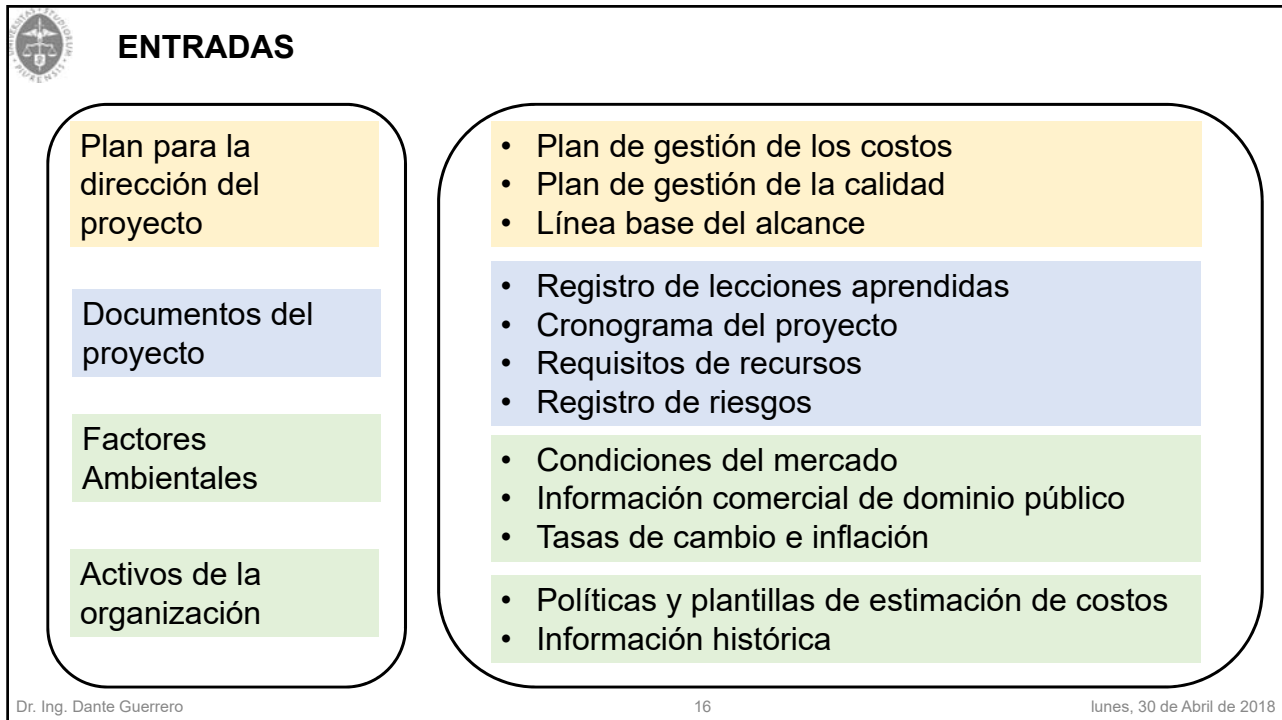 ENTRADAS
Plan para la
dirección del
proyecto
Documentos del
proyecto
Factores
Ambientales
Activos de la
organización
• Plan de gestión de los costos
• Plan de gestión de la calidad
• Línea base del alcance
• Registro de lecciones aprendidas
• Cronograma del proyecto
• Requisitos de recursos
• Registro de riesgos
• Condiciones del mercado
• Información comercial de dominio público
• Tasas de cambio e inflación
• Políticas y plantillas de estimación de costos
• Información histórica
Dr. Ing. Dante Guerrero
16
lunes, 30 de Abril de 2018